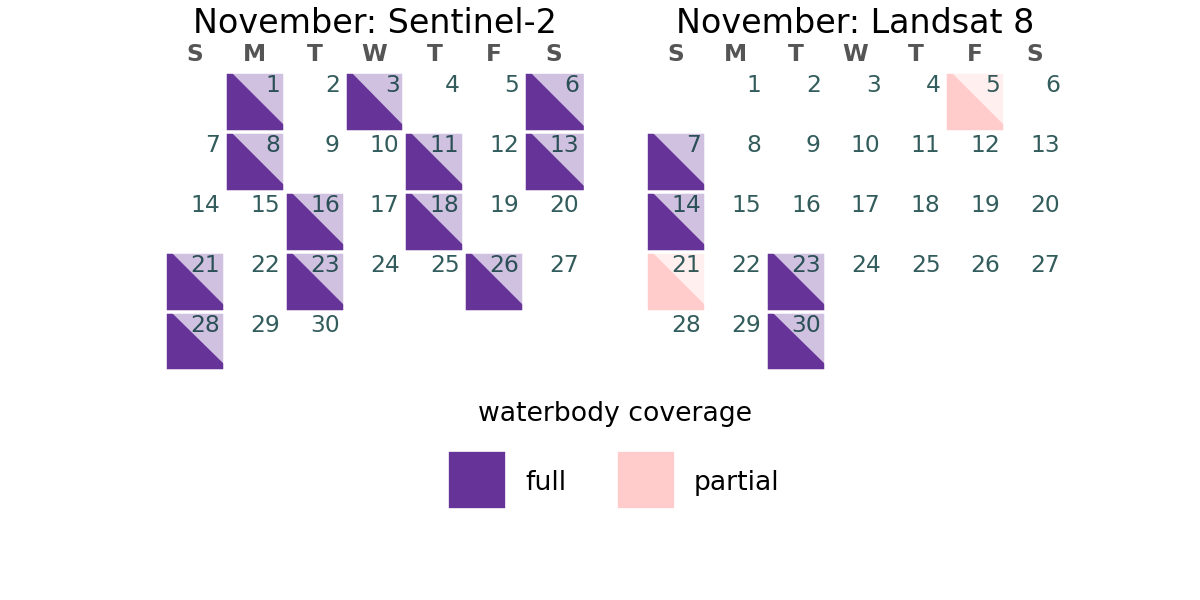 November: Sentinel-2
S M T W T F S
1 2 3 4 5 6
7 8 9 10 11 12 13
14 15 16 17 18 19 20
21 22 23 24 25 26 27
28 29 30
November: Landsat 8
S M T W T F S
1 2 3 4 5 6
7 8 9 10 11 12 13
14 15 16 17 18 19 20
21 22 23 24 25 26 27
28 29 30
waterbody coverage
full partial